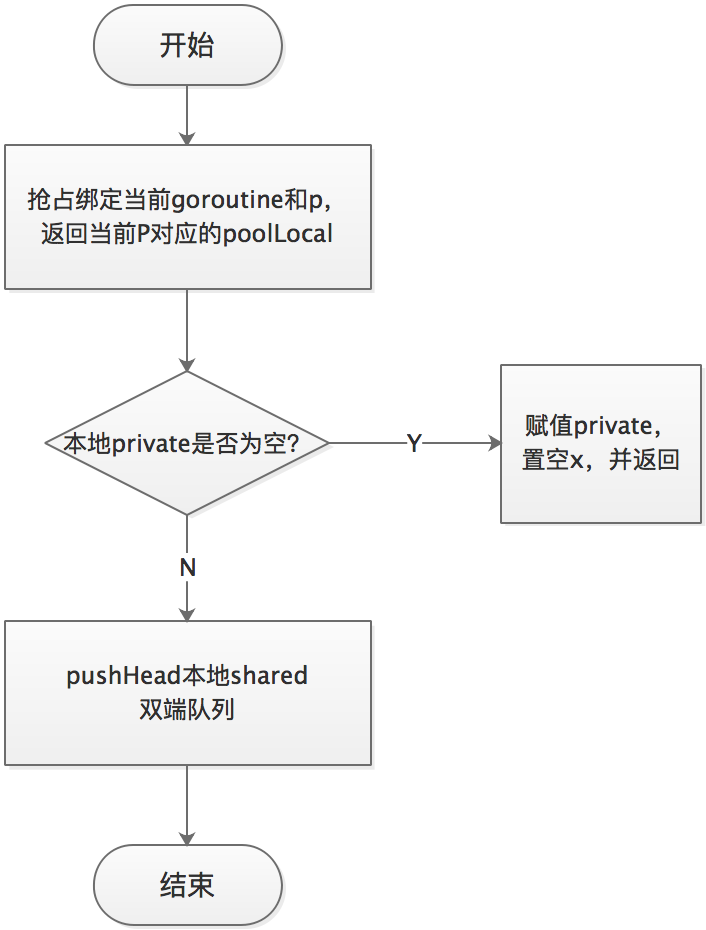 开始
抢占绑定当前goroutine和p，
返回当前P对应的poolLocal
本地private是否为空?
Y
赋值private，
置空x，并返回
N
pushHead本地shared
双端队列
结束